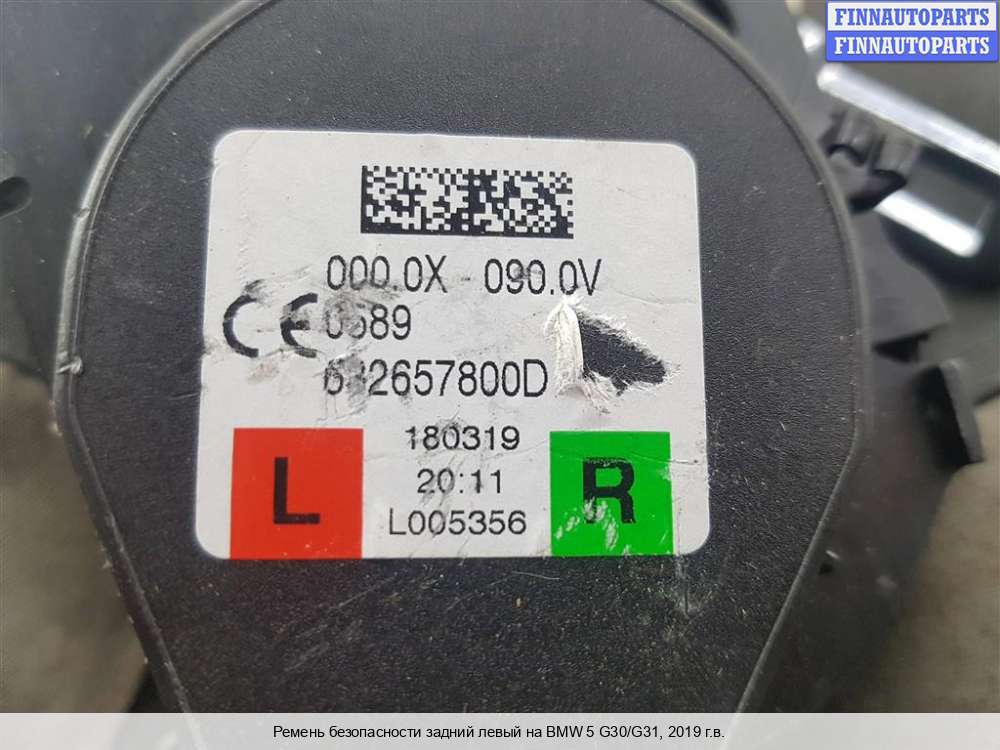 FINNAUTOPARTS
FINNAUTOPARTS
000.0X - 090.0V
CE
0589
180319
20:11
L R
L005356
Ремень безопасности задний левый на BMW 5 G30/G31, 2019 г.в.